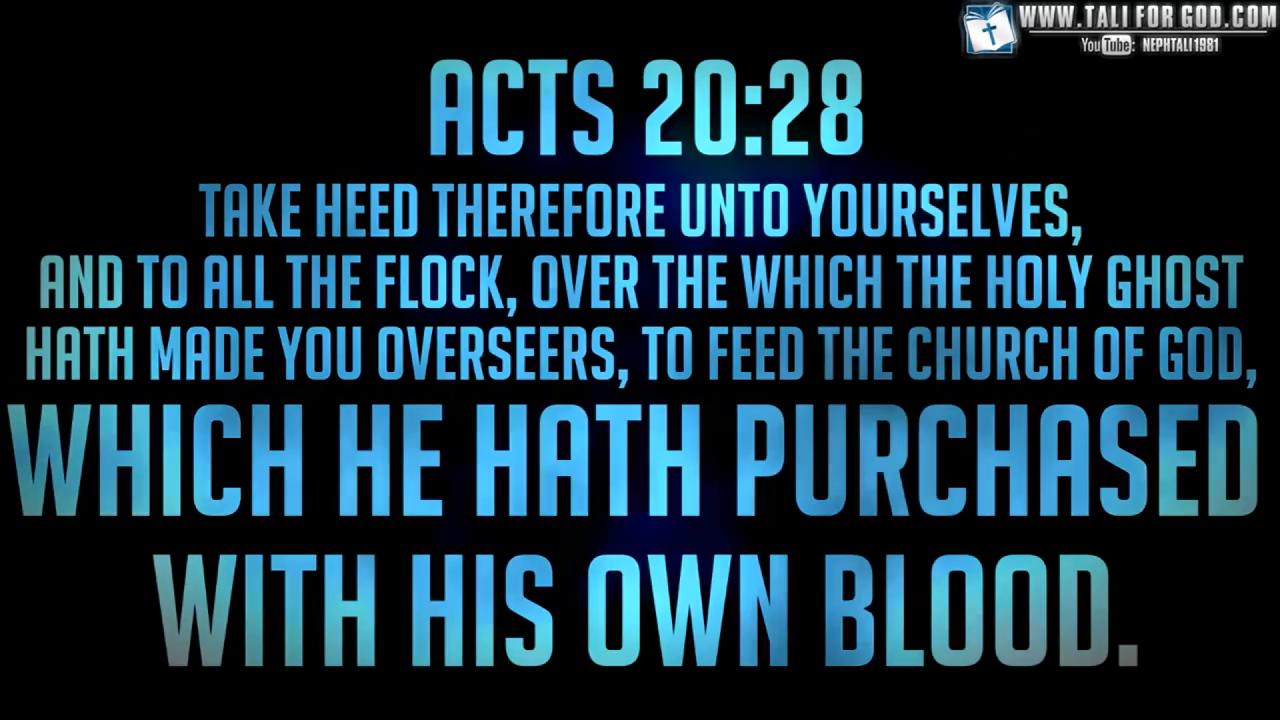 WWW.TALI FOR GOD.COM
YouTube: NEPHTALI1981
ACTS 20:28
TAKE HEED THEREFORE UNTO YOURSELVES,
AND TO ALL THE FLOCK, OVER THE WHICH THE HOLY GHOST
HATH MADE YOU OVERSEERS, TO FEED THE CHURCH OF GOD,
WHICH HE HATH PURCHASED
WITH HIS OWN BLOOD.